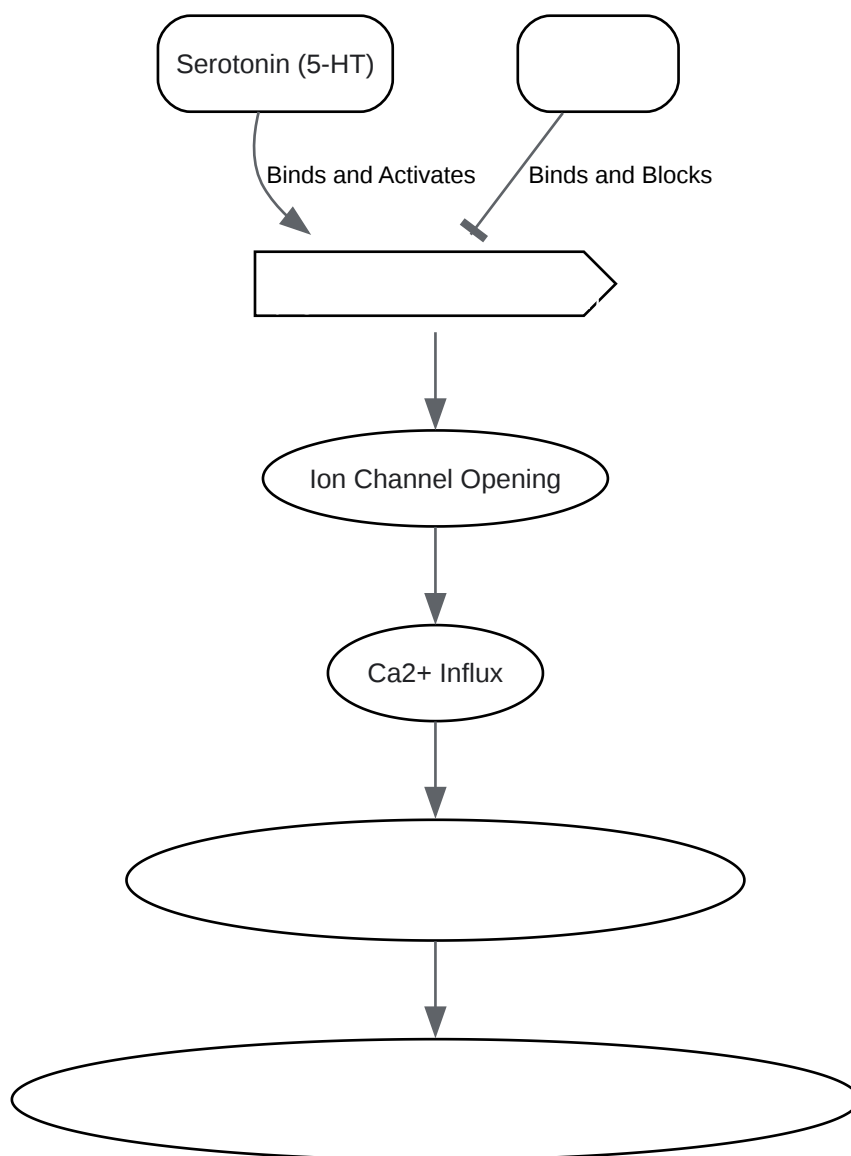 Serotonin (5-HT)
Binds and Activates
Binds and Blocks
Ion Channel Opening
Ca2+ Influx